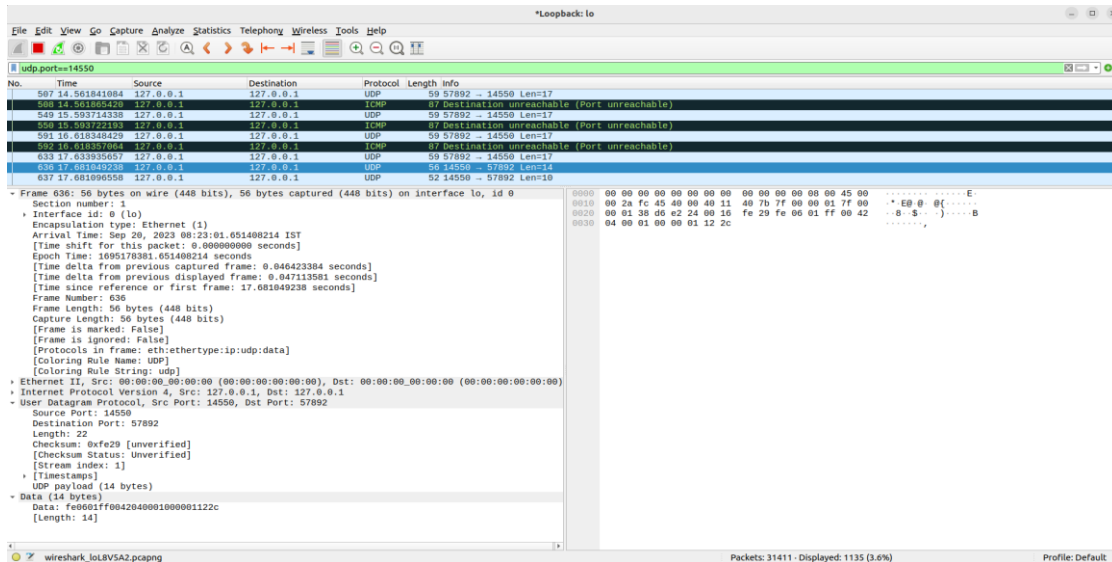 *Loopback: lo
File Edit View Go Capture Analyze Statistics Telephony Wireless Tools Help
udp.port==14550
No. Time Source Destination Protocol Length Info
507 14.561841084 127.0.0.1 127.0.0.1 UDP 59 57892 → 14550 Len=17
508 14.561865420 127.0.0.1 127.0.0.1 ICMP 87 Destination unreachable (Port unreachable)
549 15.593714338 127.0.0.1 127.0.0.1 UDP 59 57892 → 14550 Len=17
550 15.593722193 127.0.0.1 127.0.0.1 ICMP 87 Destination unreachable (Port unreachable)
591 16.618348429 127.0.0.1 127.0.0.1 UDP 59 57892 → 14550 Len=17
592 16.618357064 127.0.0.1 127.0.0.1 ICMP 87 Destination unreachable (Port unreachable)
633 17.633935657 127.0.0.1 127.0.0.1 UDP 59 57892 → 14550 Len=17
636 17.681049238 127.0.0.1 127.0.0.1 UDP 56 14550 → 57892 Len=14
637 17.681096558 127.0.0.1 127.0.0.1 UDP 52 14550 → 57892 Len=10
Frame 636: 56 bytes on wire (448 bits), 56 bytes captured (448 bits) on interface lo, id 0
Section number: 1
Interface id: 0 (lo)
Encapsulation type: Ethernet (1)
Arrival Time: Sep 20, 2023 08:23:01.651408214 IST
[Time shift for this packet: 0.000000000 seconds]
Epoch Time: 1695178381.651408214 seconds
[Time delta from previous captured frame: 0.046423384 seconds]
[Time delta from previous displayed frame: 0.047113581 seconds]
[Time since reference or first frame: 17.681049238 seconds]
Frame Number: 636
Frame Length: 56 bytes (448 bits)
Capture Length: 56 bytes (448 bits)
[Frame is marked: False]
[Frame is ignored: False]
[Protocols in frame: eth:ethertype:ip:udp:data]
[Coloring Rule Name: UDP]
[Coloring Rule String: udp]
Ethernet II, Src: 00:00:00_00:00:00 (00:00:00:00:00:00), Dst: 00:00:00_00:00:00 (00:00:00:00:00:00)
Internet Protocol Version 4, Src: 127.0.0.1, Dst: 127.0.0.1
User Datagram Protocol, Src Port: 14550, Dst Port: 57892
Source Port: 14550
Destination Port: 57892
Length: 22
Checksum: 0xfe29 [unverified]
[Checksum Status: Unverified]
[Stream index: 1]
[Timestamps]
UDP payload (14 bytes)
Data (14 bytes)
Data: fe0601ff0042040001000001122c
[Length: 14]
0000 00 00 00 00 00 00 00 00 00 00 00 00 08 00 45 00 ········ ······E·
0010 00 2a fc 45 40 00 40 11 40 7b 7f 00 00 01 7f 00 ·*·E@·@· @{······
0020 00 01 38 d6 e2 24 00 16 fe 29 fe 06 01 ff 00 42 ··8··$·· ·)·····B
0030 04 00 01 00 00 01 12 2c ·······,
wireshark_loL8VSA2.pcapng
Packets: 31411 · Displayed: 1135 (3.6%)
Profile: Default